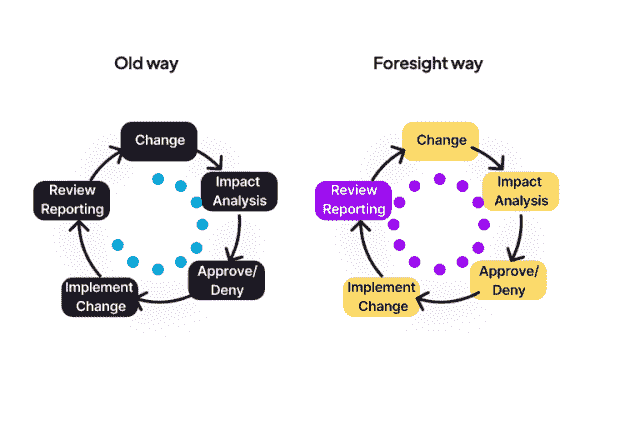 Old way
Change
Impact
Analysis
Approve/
Deny
Implement
Change
Review
Reporting
Foresight way
Change
Impact
Analysis
Approve/
Deny
Implement
Change
Review
Reporting